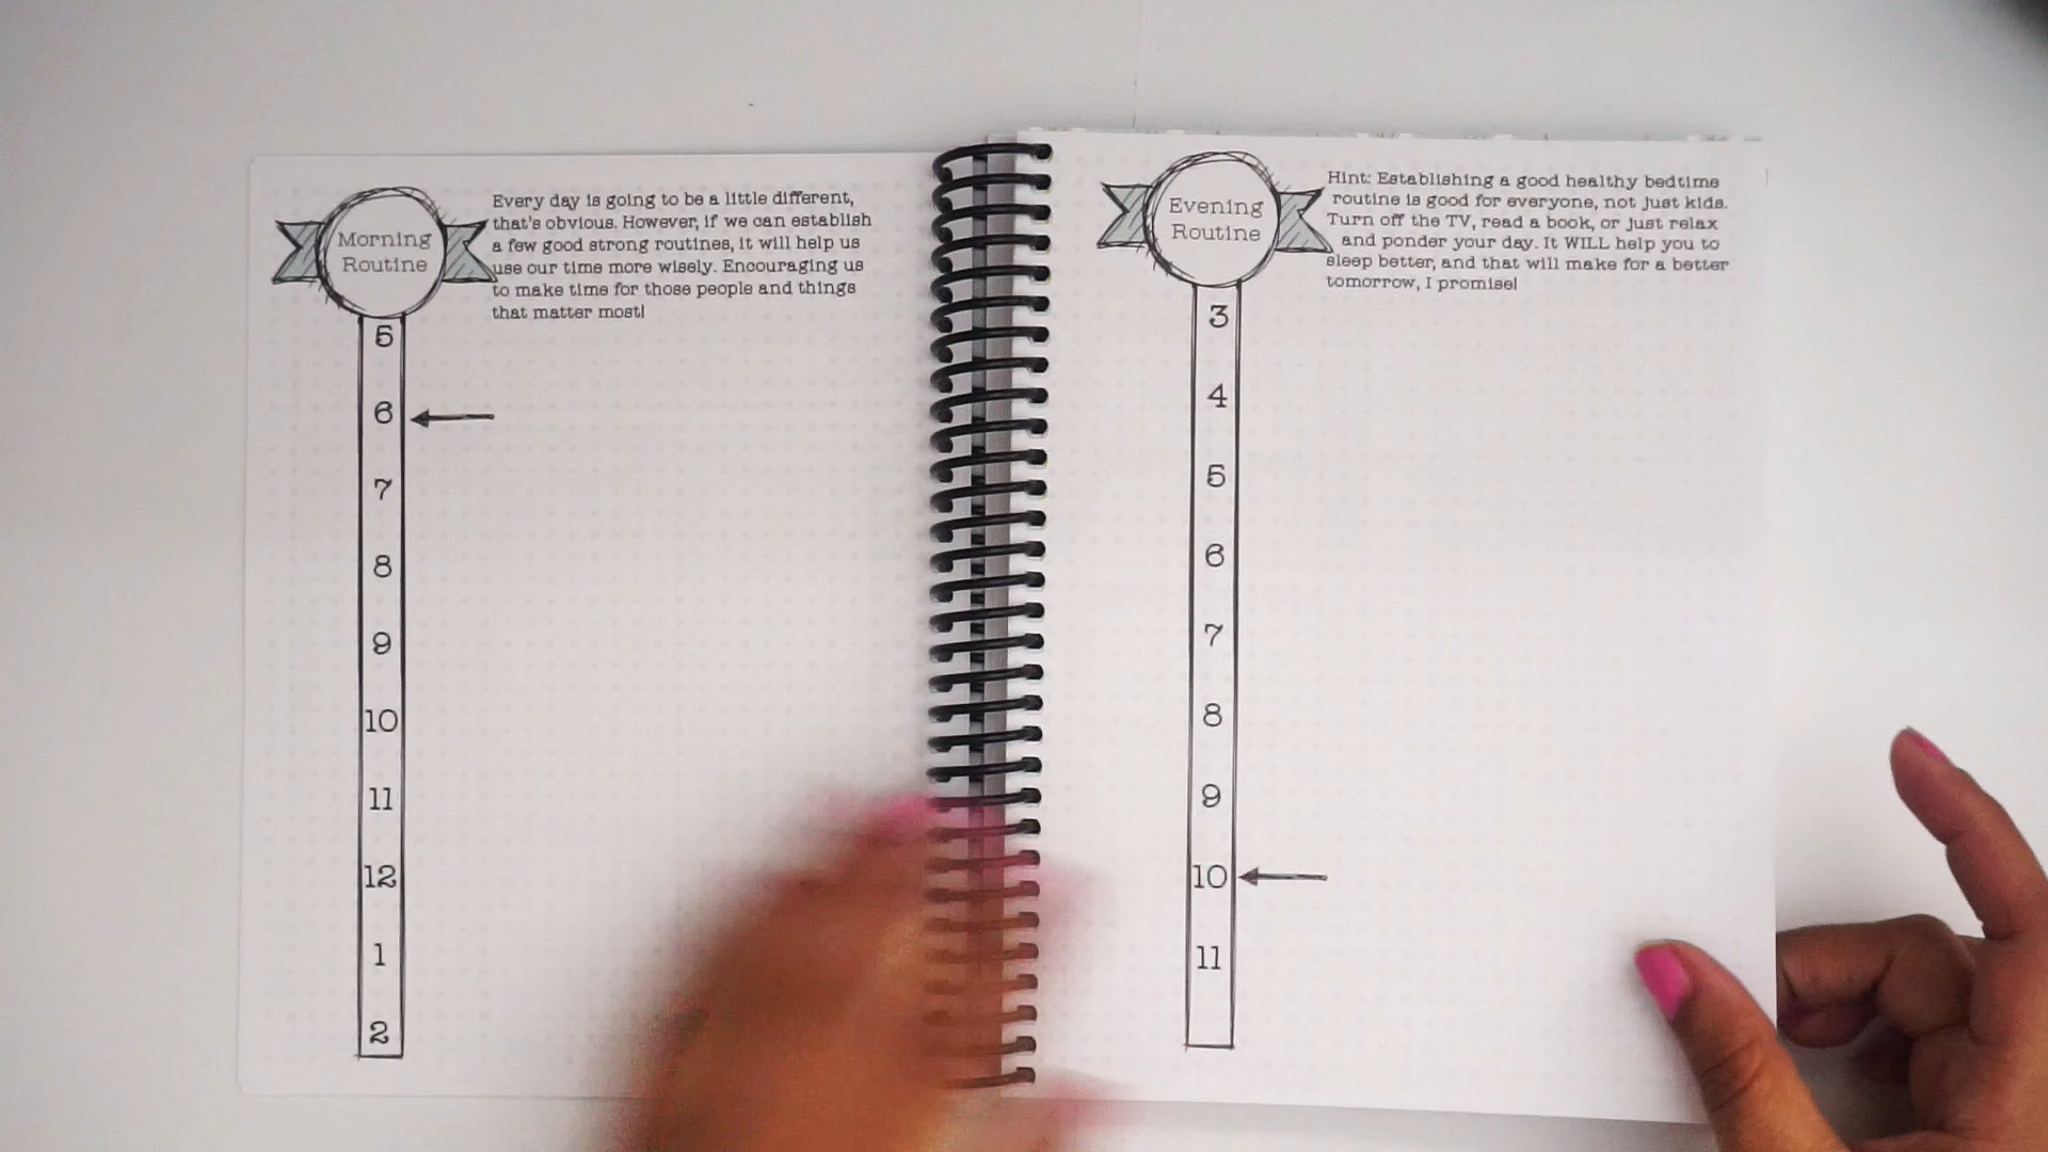 Morning
Routine
Every day is going to be a little different,
that's obvious. However, if we can establish
a few good strong routines, it will help us
use our time more wisely. Encouraging us
to make time for those people and things
that matter most!
5
6
7
8
9
10
11
12
1
2
Evening
Routine
Hint: Establishing a good healthy bedtime
routine is good for everyone, not just kids.
Turn off the TV, read a book, or just relax
and ponder your day. It WILL help you to
sleep better, and that will make for a better
tomorrow, I promise!
3
4
5
6
7
8
9
10
11